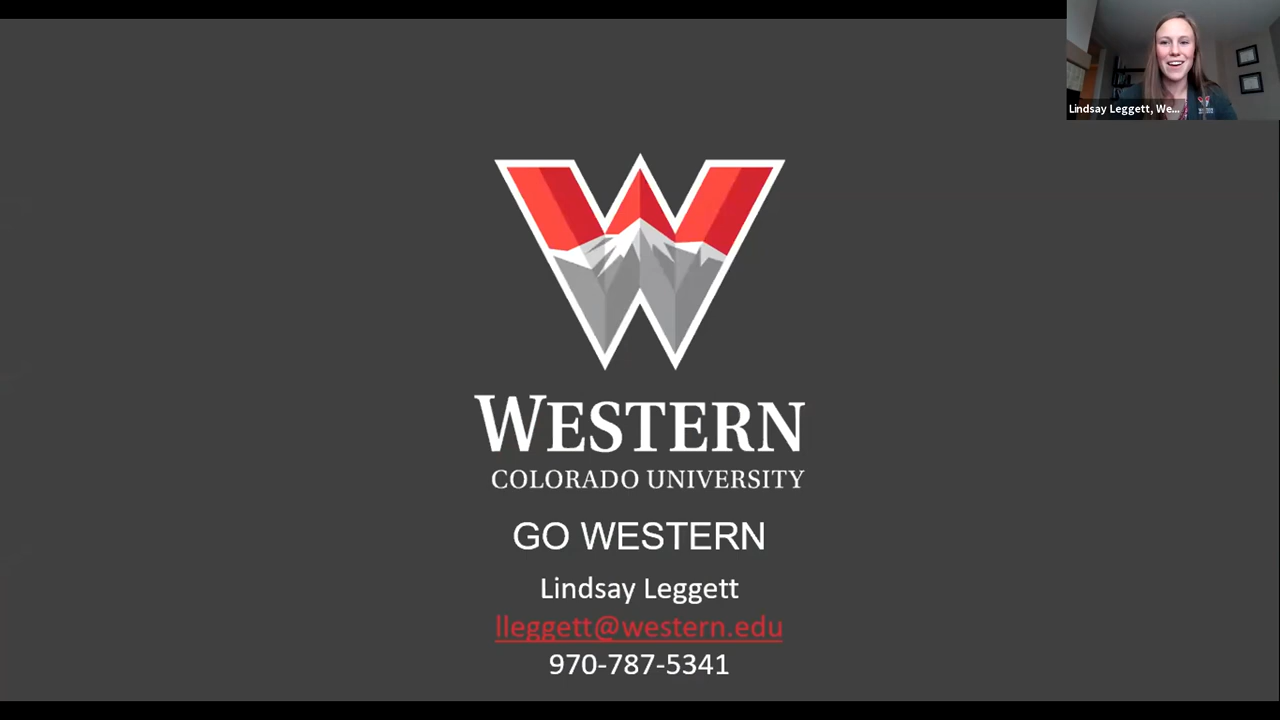 Lindsay Leggett, We...
WESTERN
COLORADO UNIVERSITY
GO WESTERN
Lindsay Leggett
lleggett@western.edu
970-787-5341